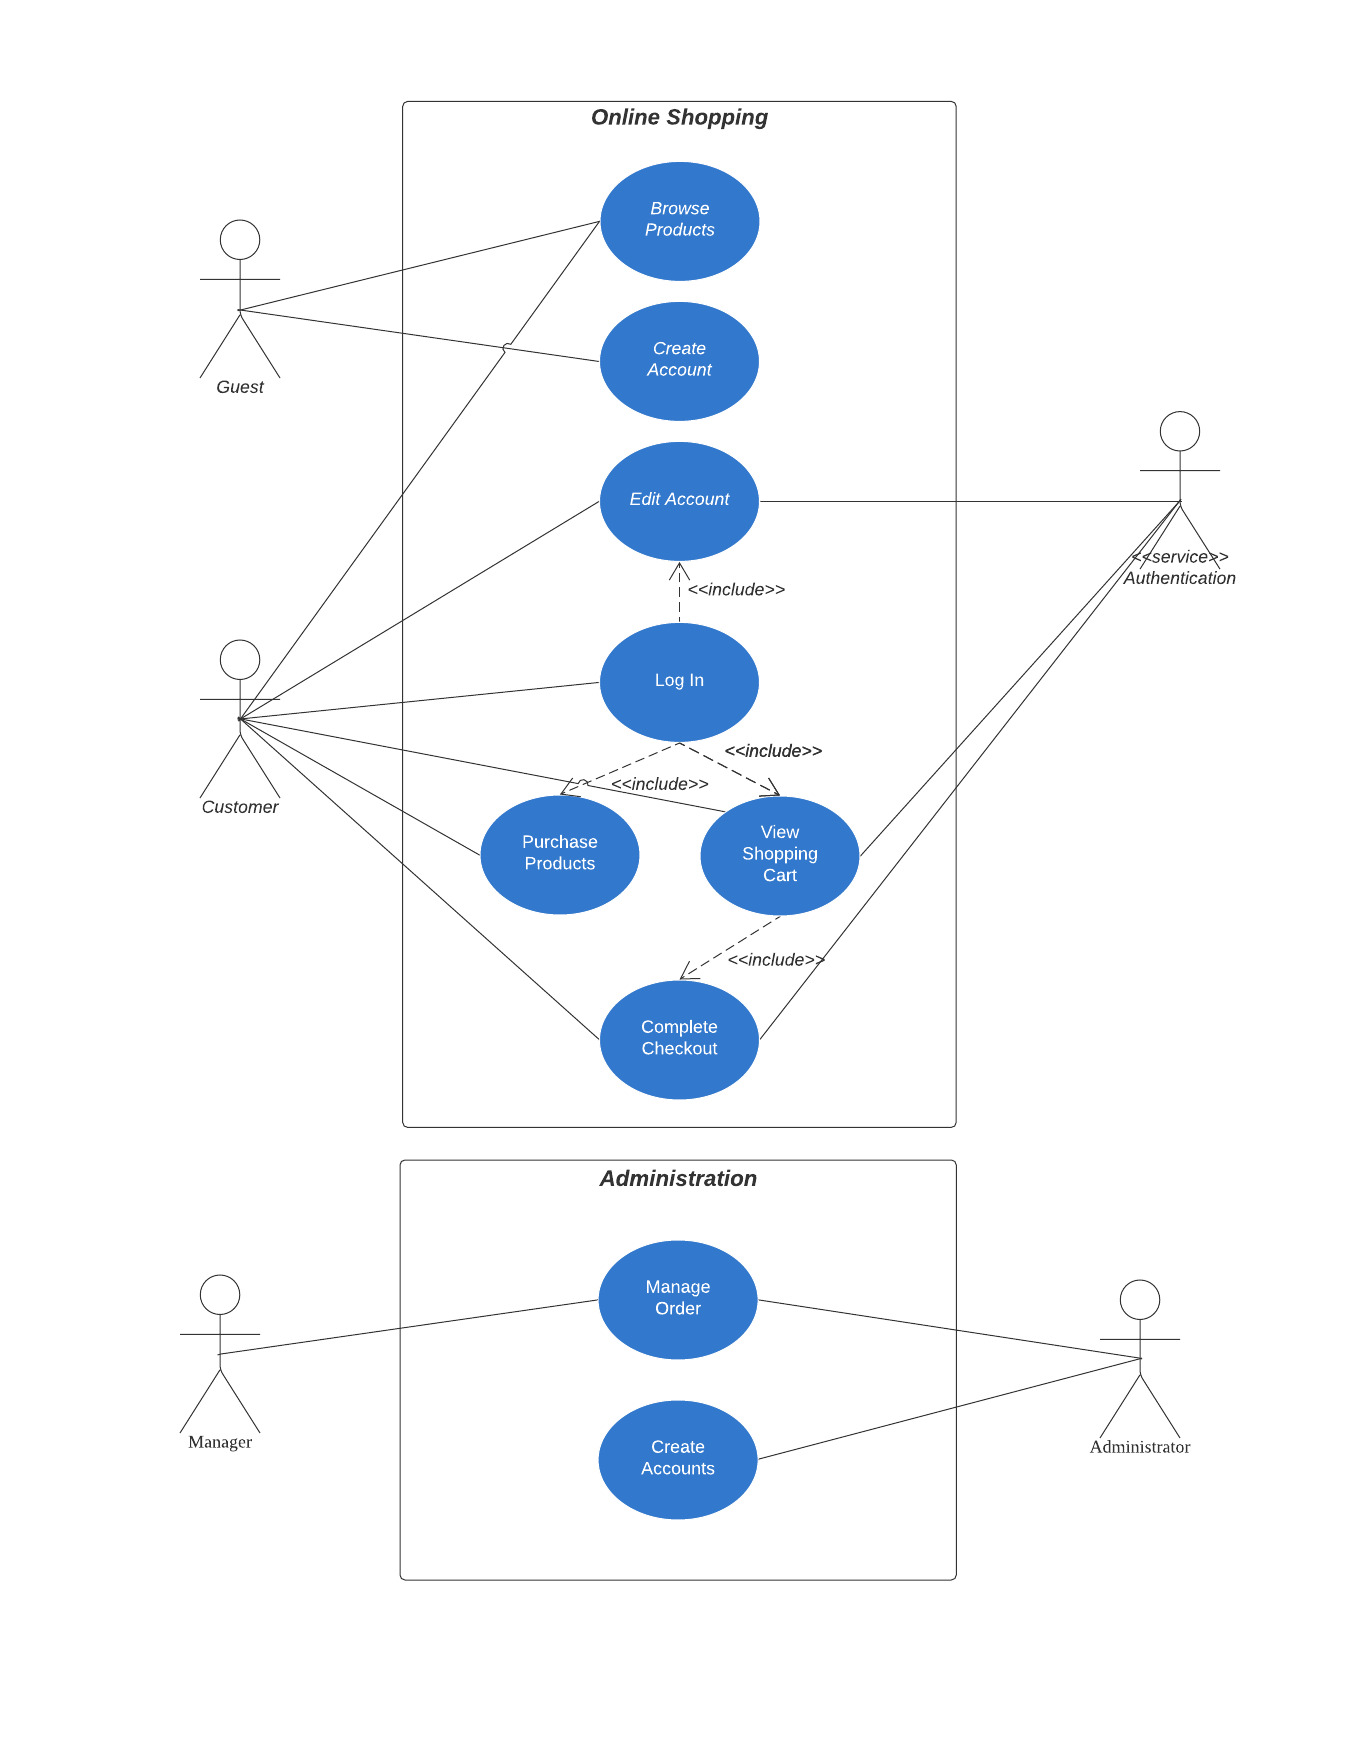 Online Shopping
Browse
Products
Create
Account
Guest
Edit Account
<<service>>
Authentication
<<include>>
Log In
<<include>>
<<include>>
Customer
Purchase
Products
View
Shopping
Cart
<<include>>
Complete
Checkout
Administration
Manage
Order
Manager
Administrator
Create
Accounts